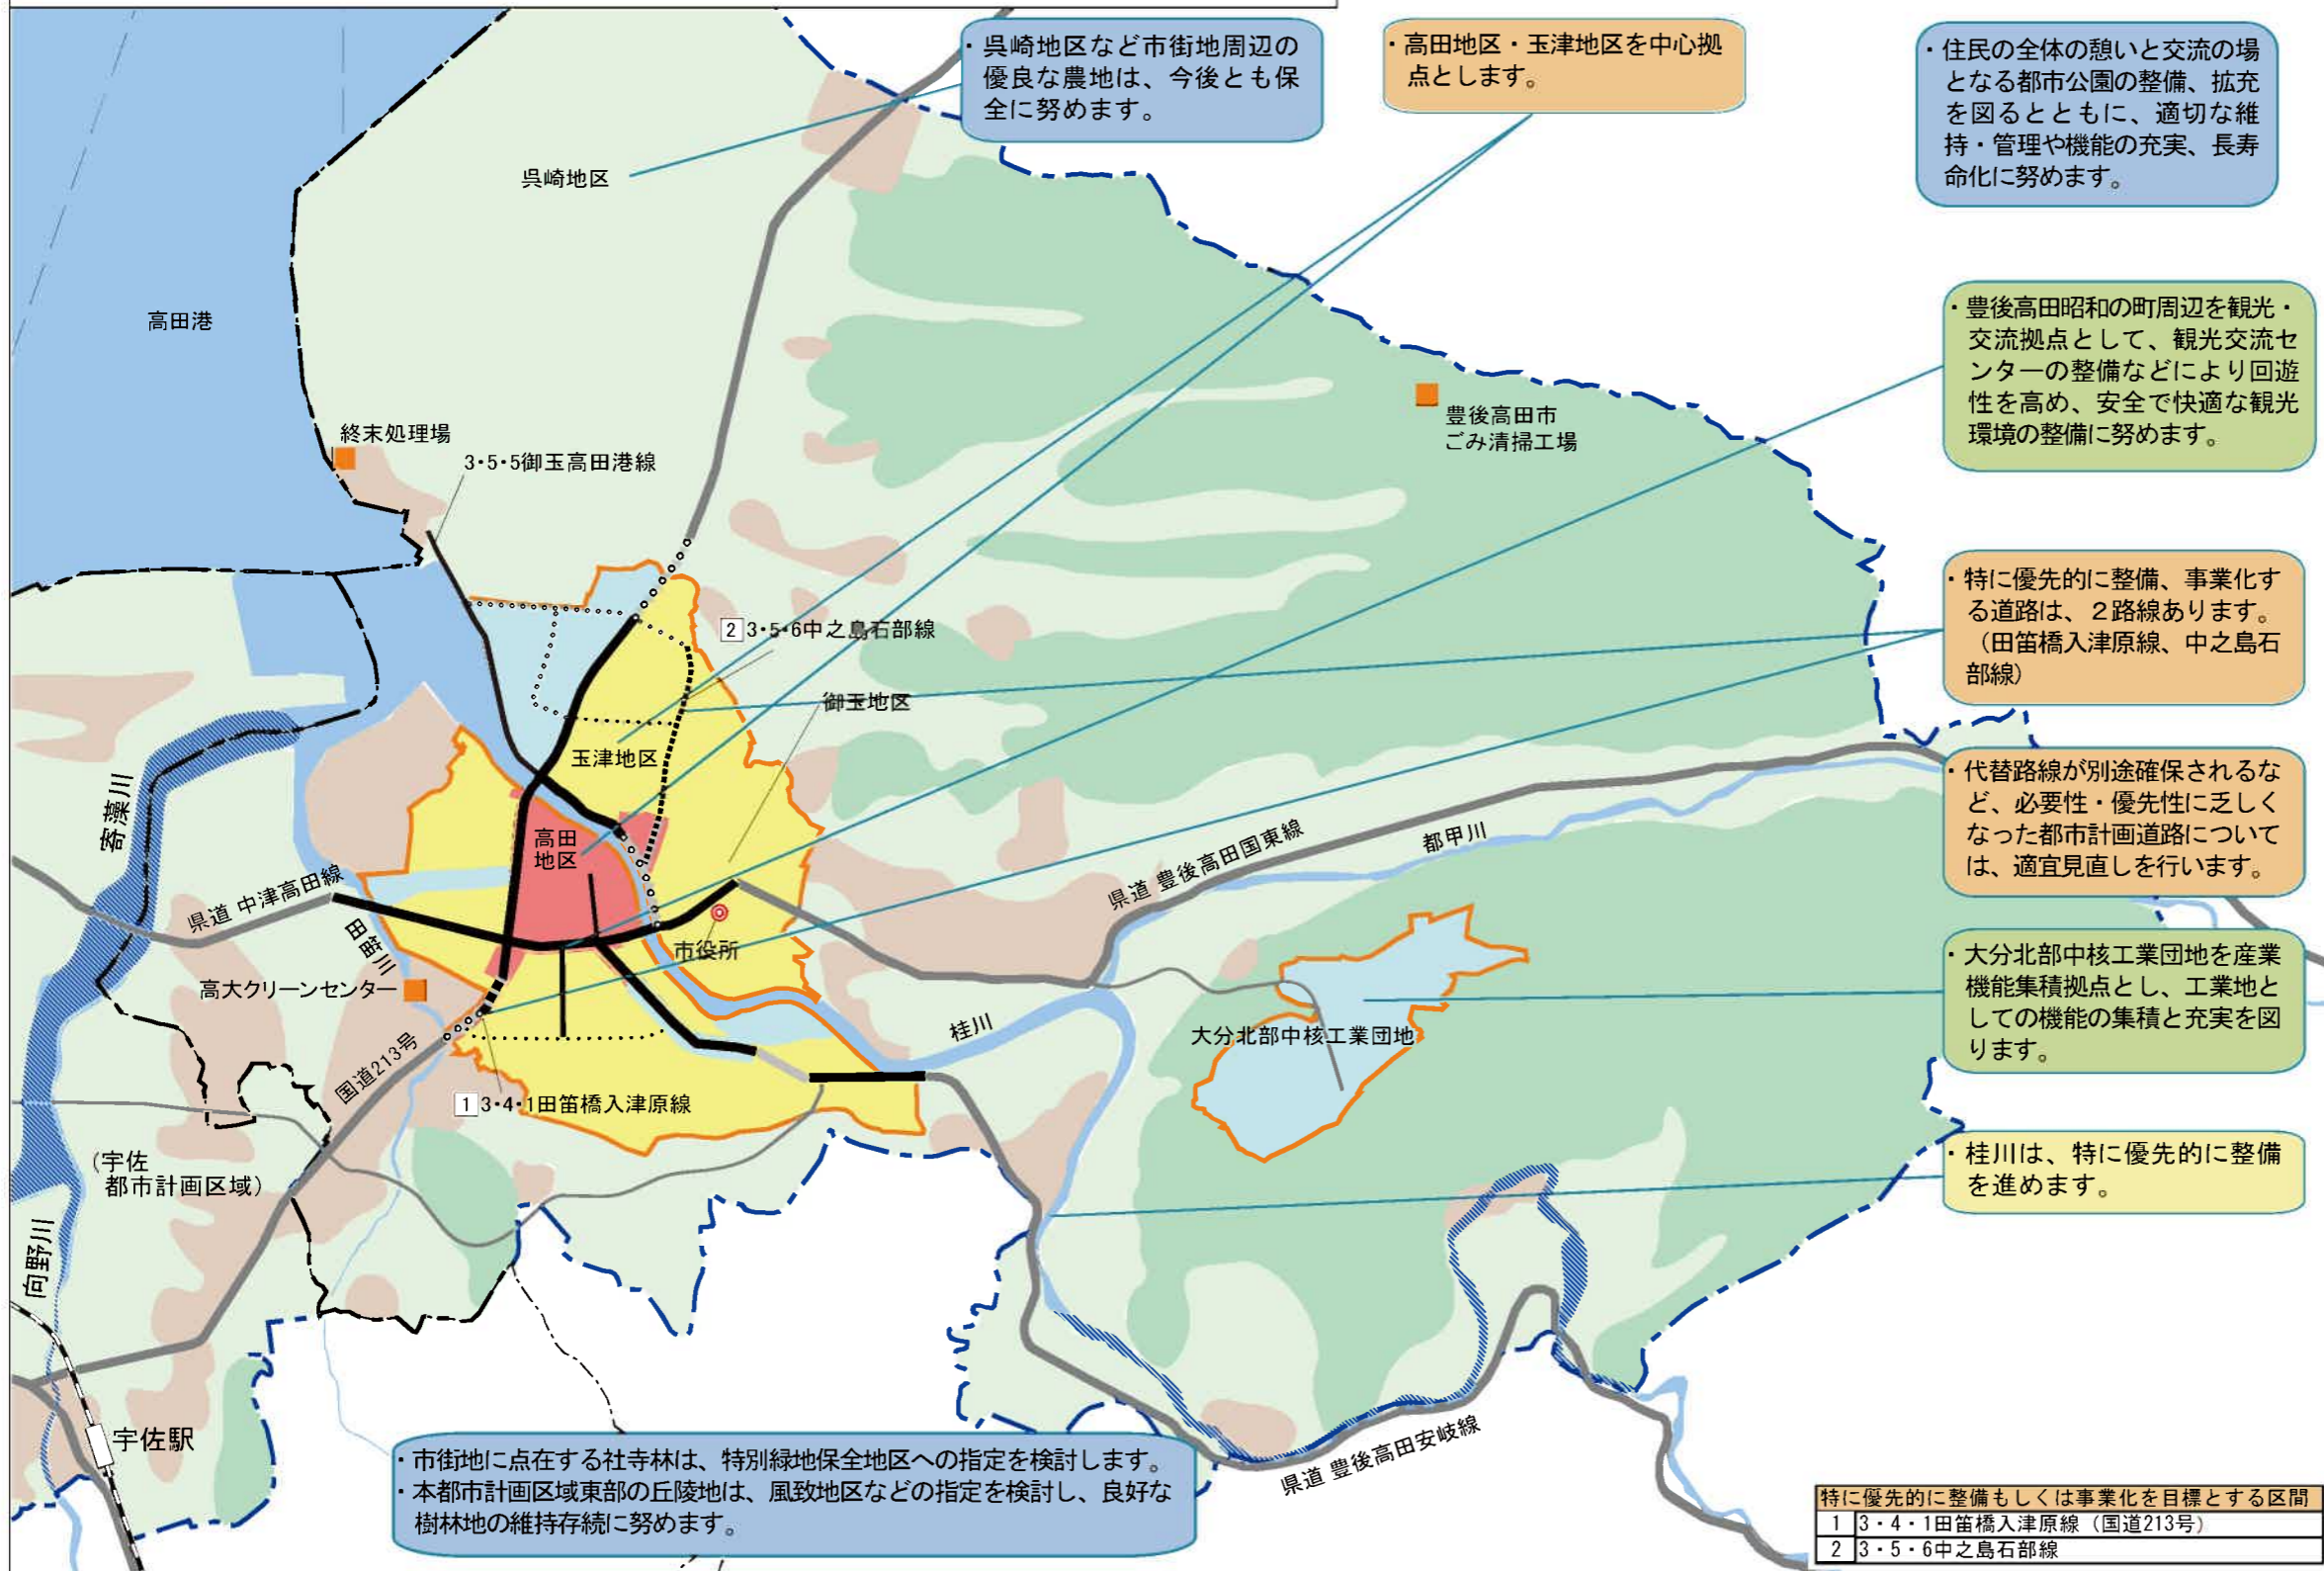 ・呉崎地区など市街地周辺の
優良な農地は、今後とも保
全に努めます。
・高田地区・玉津地区を中心拠
点とします。
・住民の全体の憩いと交流の場
となる都市公園の整備、拡充
を図るとともに、適切な維
持・管理や機能の充実、長寿
命化に努めます。
呉崎地区
高田港
・豊後高田昭和の町周辺を観光・
交流拠点として、観光交流セ
ンターの整備などにより回遊
性を高め、安全で快適な観光
環境の整備に努めます。
豊後高田市
ごみ清掃工場
終末処理場
3・5・5御玉高田港線
・特に優先的に整備、事業化す
る道路は、２路線あります。
（田笛橋入津原線、中之島石
部線）
2 3・5・6中之島石部線
御玉地区
玉津地区
高田
地区
寄藻川
県道 中津高田線
田笛川
県道 豊後高田国東線
都甲川
・代替路線が別途確保されるな
ど、必要性・優先性に乏しく
なった都市計画道路について
は、適宜見直しを行います。
市役所
高大クリーンセンター
国道213号
桂川
大分北部中核工業団地
・大分北部中核工業団地を産業
機能集積拠点とし、工業地と
しての機能の集積と充実を図
ります。
1 3・4・1田笛橋入津原線
（宇佐
都市計画区域）
・桂川は、特に優先的に整備
を進めます。
向野川
宇佐駅
県道 豊後高田安岐線
・市街地に点在する社寺林は、特別緑地保全地区への指定を検討します。
・本都市計画区域東部の丘陵地は、風致地区などの指定を検討し、良好な
樹林地の維持存続に努めます。
特に優先的に整備もしくは事業化を目標とする区間
1 3・4・1田笛橋入津原線（国道213号）
2 3・5・6中之島石部線